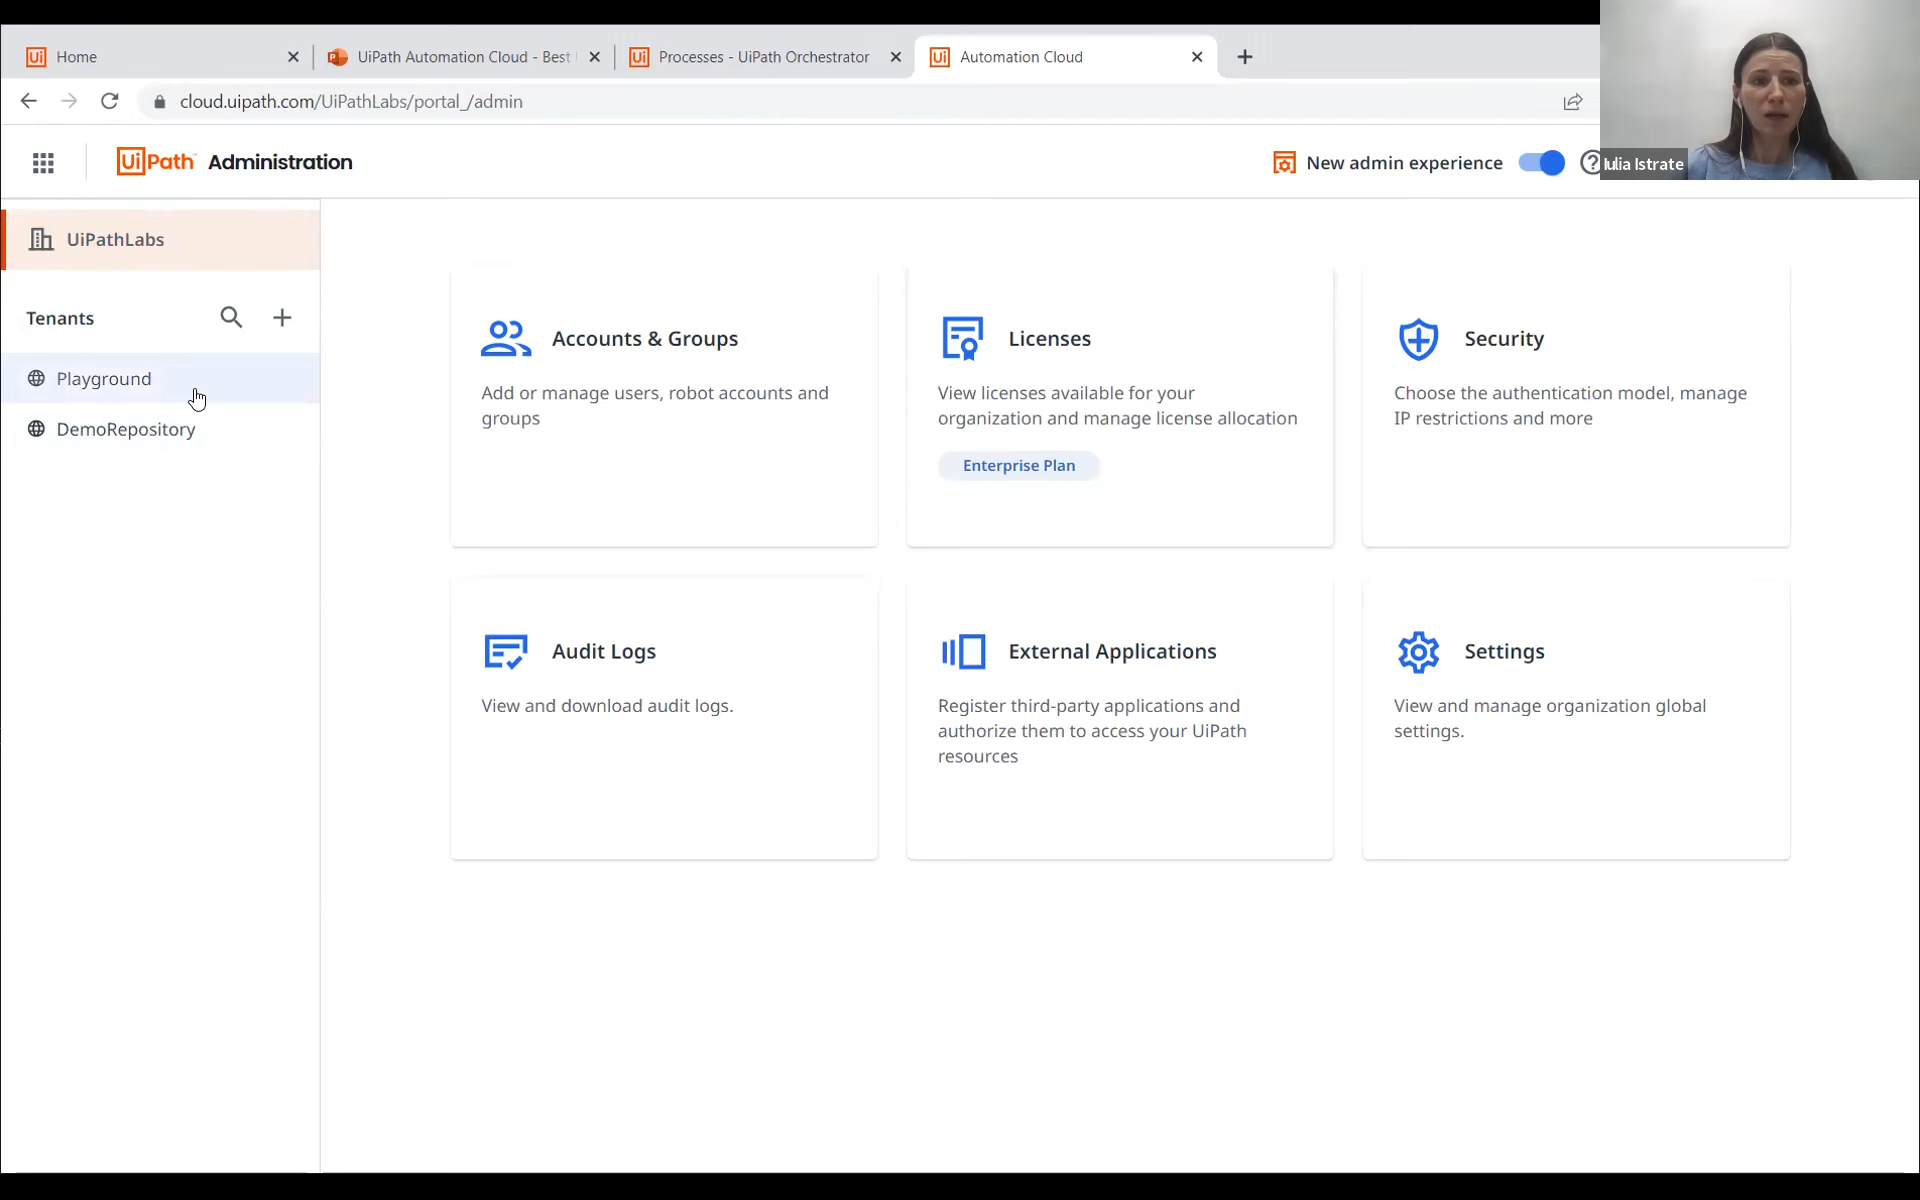 Home
UiPath Automation Cloud - Best
Processes - UiPath Orchestrator
Automation Cloud
cloud.uipath.com/UiPathLabs/portal_/admin
UiPath Administration
New admin experience
Iulia Istrate
UiPathLabs
Tenants
Playground
DemoRepository
Accounts & Groups
Add or manage users, robot accounts and
groups
Licenses
View licenses available for your
organization and manage license allocation
Enterprise Plan
Security
Choose the authentication model, manage
IP restrictions and more
Audit Logs
View and download audit logs.
External Applications
Register third-party applications and
authorize them to access your UiPath
resources
Settings
View and manage organization global
settings.